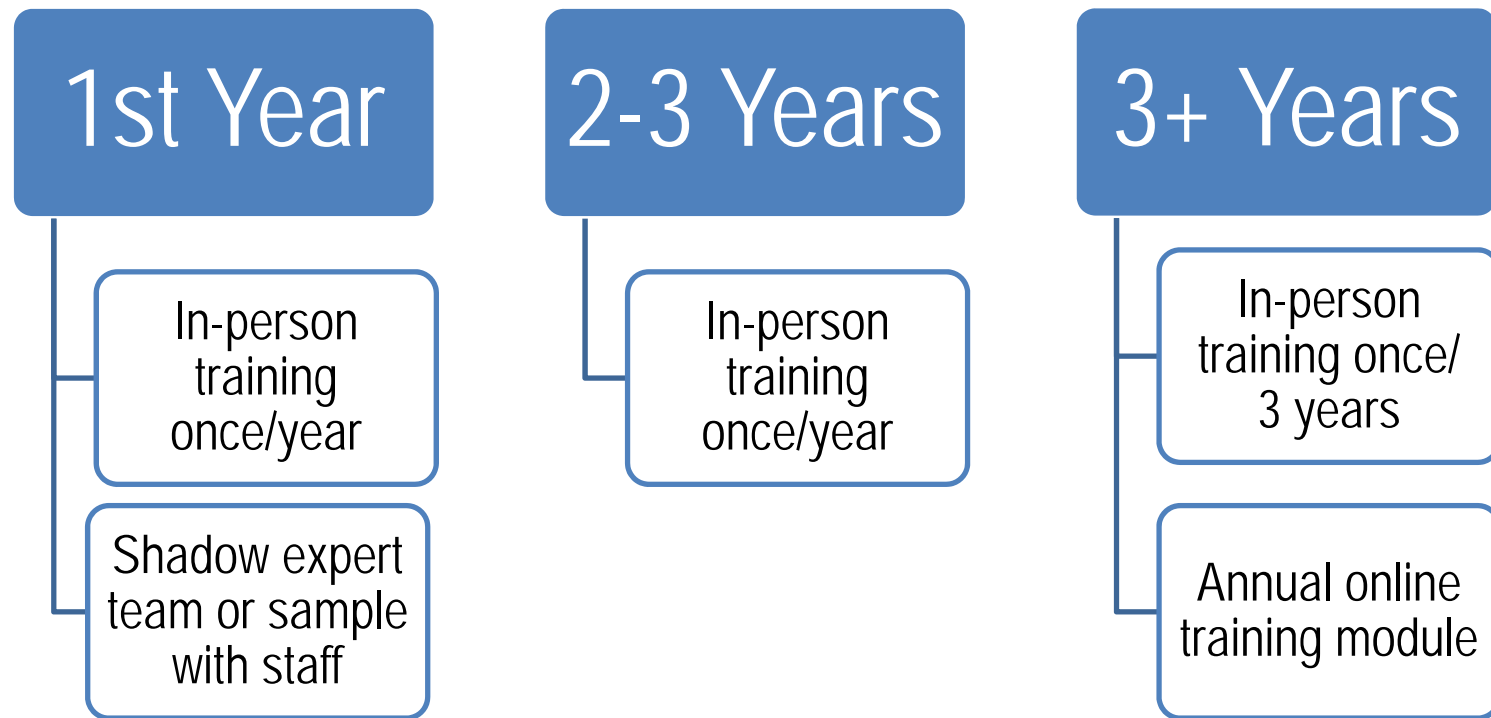 1st Year
In-person
training
once/year
Shadow expert
team or sample
with staff
2-3 Years
In-person
training
once/year
3+ Years
In-person
training once/
3 years
Annual online
training module